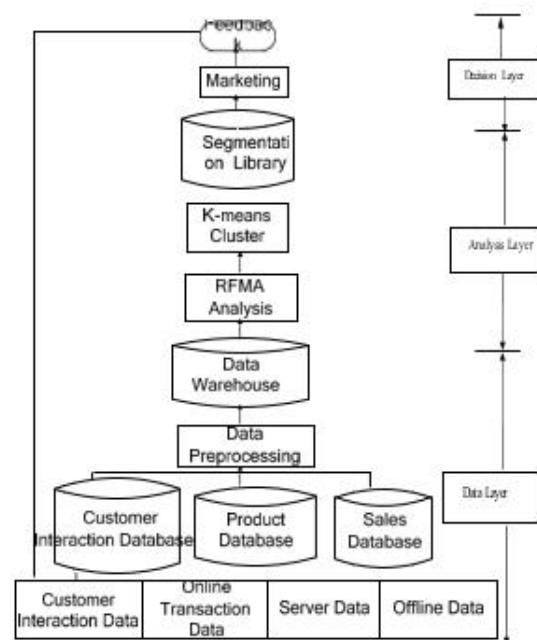 Feedbac
k
Marketing
Decision Layer
Segmentati
on Library
K-means
Cluster
Analysis Layer
RFMA
Analysis
Data
Warehouse
Data
Preprocessing
Customer
Interaction Database
Product
Database
Sales
Database
Data Layer
Customer
Interaction Data
Online
Transaction
Data
Server Data
Offline Data